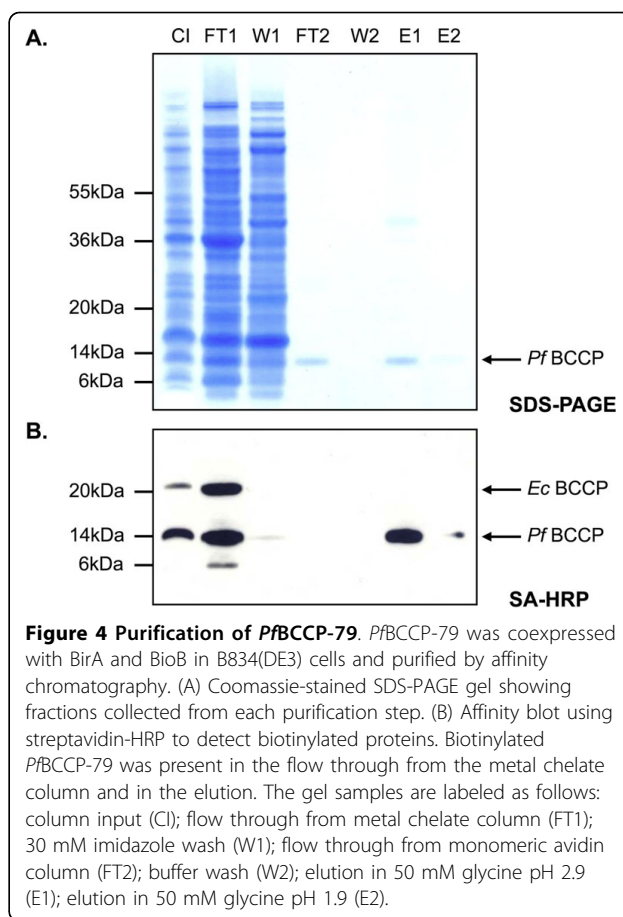 A.
CI FT1 W1 FT2 W2 E1 E2
55kDa
36kDa
20kDa
14kDa
6kDa
Pf BCCP
SDS-PAGE
B.
20kDa
Ec BCCP
14kDa
Pf BCCP
6kDa
SA-HRP
Figure 4 Purification of PfBCCP-79. PfBCCP-79 was coexpressed
with BirA and BioB in B834(DE3) cells and purified by affinity
chromatography. (A) Coomassie-stained SDS-PAGE gel showing
fractions collected from each purification step. (B) Affinity blot using
streptavidin-HRP to detect biotinylated proteins. Biotinylated
PfBCCP-79 was present in the flow through from the metal chelate
column and in the elution. The gel samples are labeled as follows:
column input (CI); flow through from metal chelate column (FT1);
30 mM imidazole wash (W1); flow through from monomeric avidin
column (FT2); buffer wash (W2); elution in 50 mM glycine pH 2.9
(E1); elution in 50 mM glycine pH 1.9 (E2).